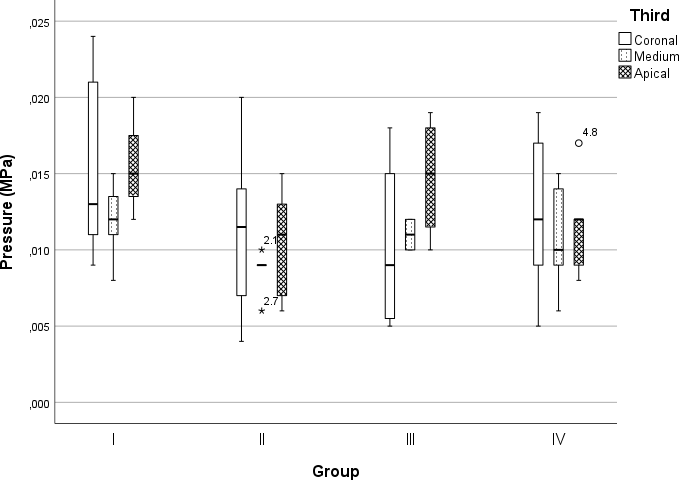 Third
Coronal
Medium
Apical
Pressure (MPa)
,025
,020
,015
,010
,005
,000
4.8
2.1
2.7
I
II
III
IV
Group